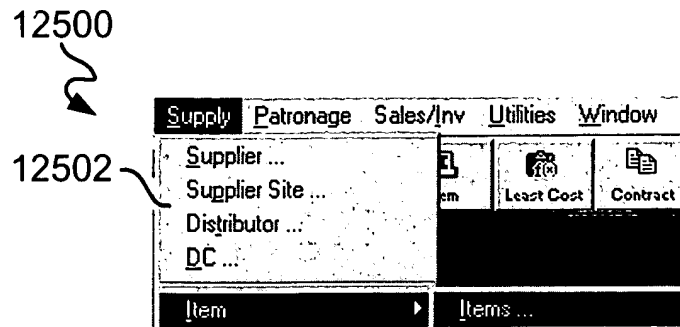 12500
Supply Patronage Sales/Inv Utilities Window
12502
Supplier ...
Supplier Site ...
Distributor ...
DC ...
Least Cost Contract
Item Items ...